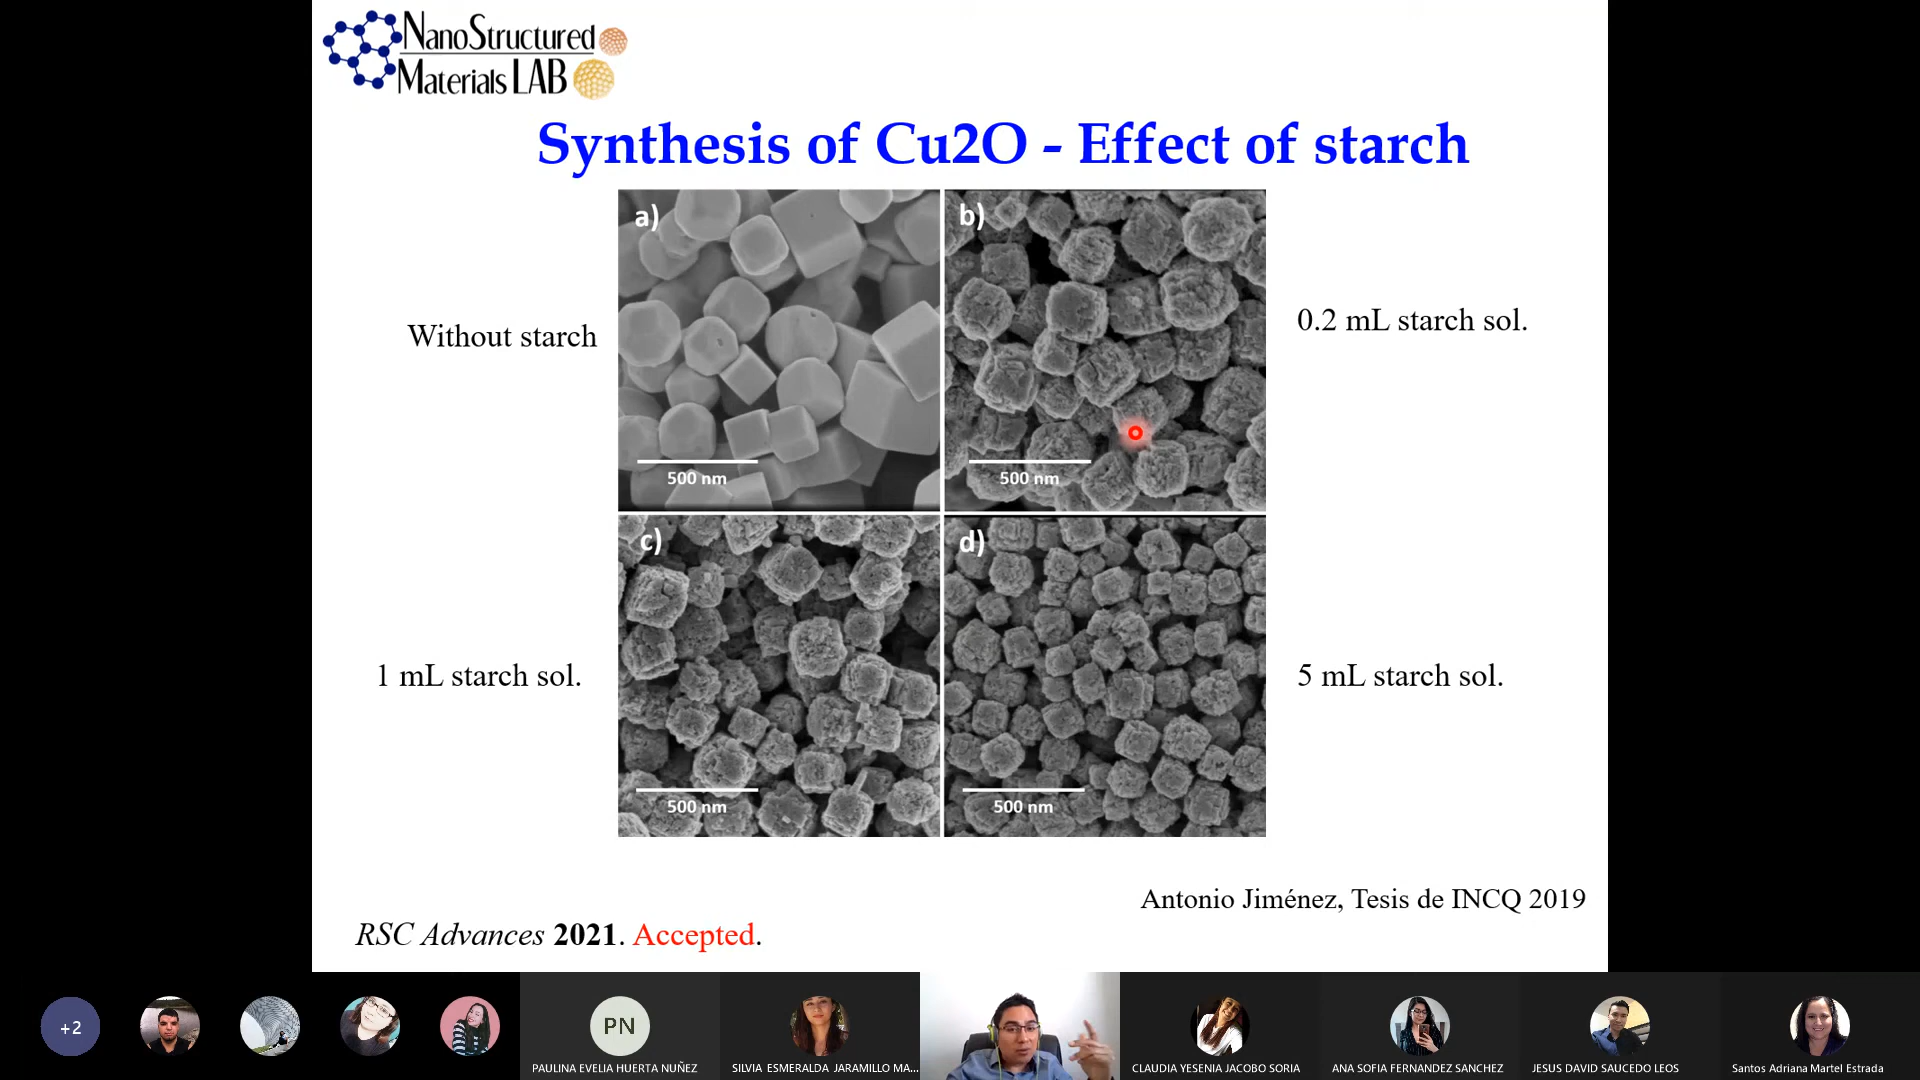 NanoStructured
Materials LAB
Synthesis of Cu2O - Effect of starch
a)
b)
Without starch
0.2 mL starch sol.
500 nm
500 nm
c)
d)
1 mL starch sol.
5 mL starch sol.
500 nm
500 nm
Antonio Jiménez, Tesis de INCQ 2019
RSC Advances 2021. Accepted.
+2
PN
PAULINA EVELIA HUERTA NUÑEZ
SILVIA ESMERALDA JARAMILLO MA...
CLAUDIA YESENIA JACOBO SORIA
ANA SOFIA FERNANDEZ SANCHEZ
JESUS DAVID SAUCEDO LEOS
Santos Adriana Martel Estrada